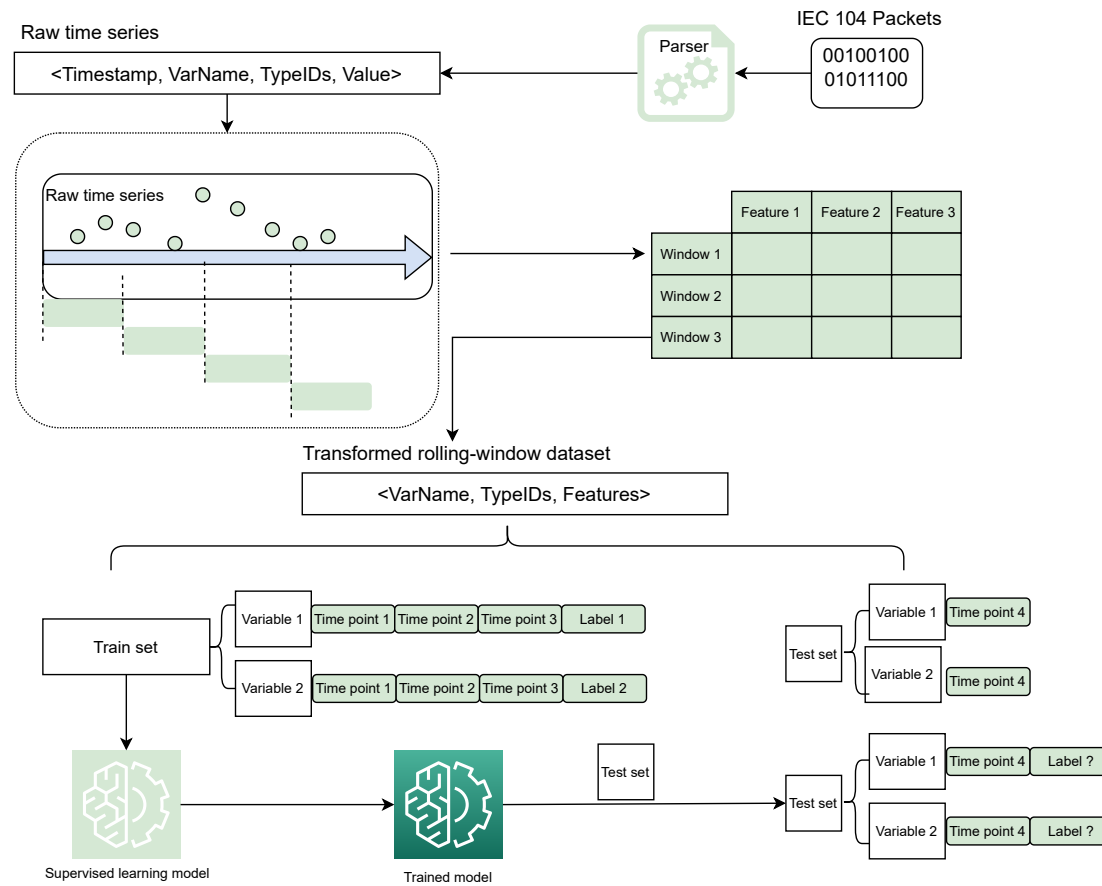 IEC 104 Packets
Raw time series
Parser
00100100
01011100
<Timestamp, VarName, TypeIDs, Value>
Raw time series
Feature 1
Feature 2
Feature 3
Window 1
Window 2
Window 3
Transformed rolling-window dataset
<VarName, TypeIDs, Features>
Train set
Variable 1
Time point 1
Time point 2
Time point 3
Label 1
Variable 2
Time point 1
Time point 2
Time point 3
Label 2
Test set
Variable 1
Time point 4
Variable 2
Time point 4
Supervised learning model
Trained model
Test set
Test set
Variable 1
Time point 4
Label ?
Variable 2
Time point 4
Label ?